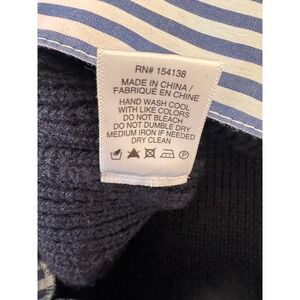 RN# 154138
MADE IN CHINA /
FABRIQUÉ EN CHINE
HAND WASH COOL
WITH LIKE COLORS
DO NOT BLEACH
DO NOT DUMBLE DRY
MEDIUM IRON IF NEEDED
DRY CLEAN